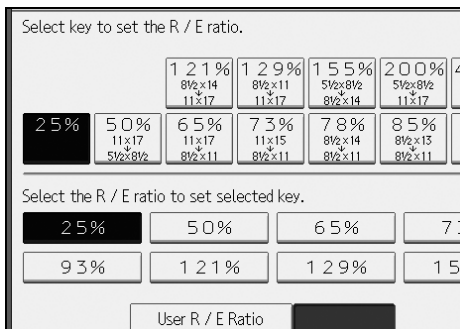 Select key to set the R / E ratio.
121% 129% 155% 200%
8½×14 8½×11 5½×8½ 5½×8½
11×17 11×17 8½×14 11×17
25% 50% 65% 73% 78% 85%
11×17 11×17 11×15 8½×14 8½×13
5½×8½ 8½×11 8½×11 8½×11 8½×11
Select the R / E ratio to set selected key.
25% 50% 65%
93% 121% 129%
User R / E Ratio